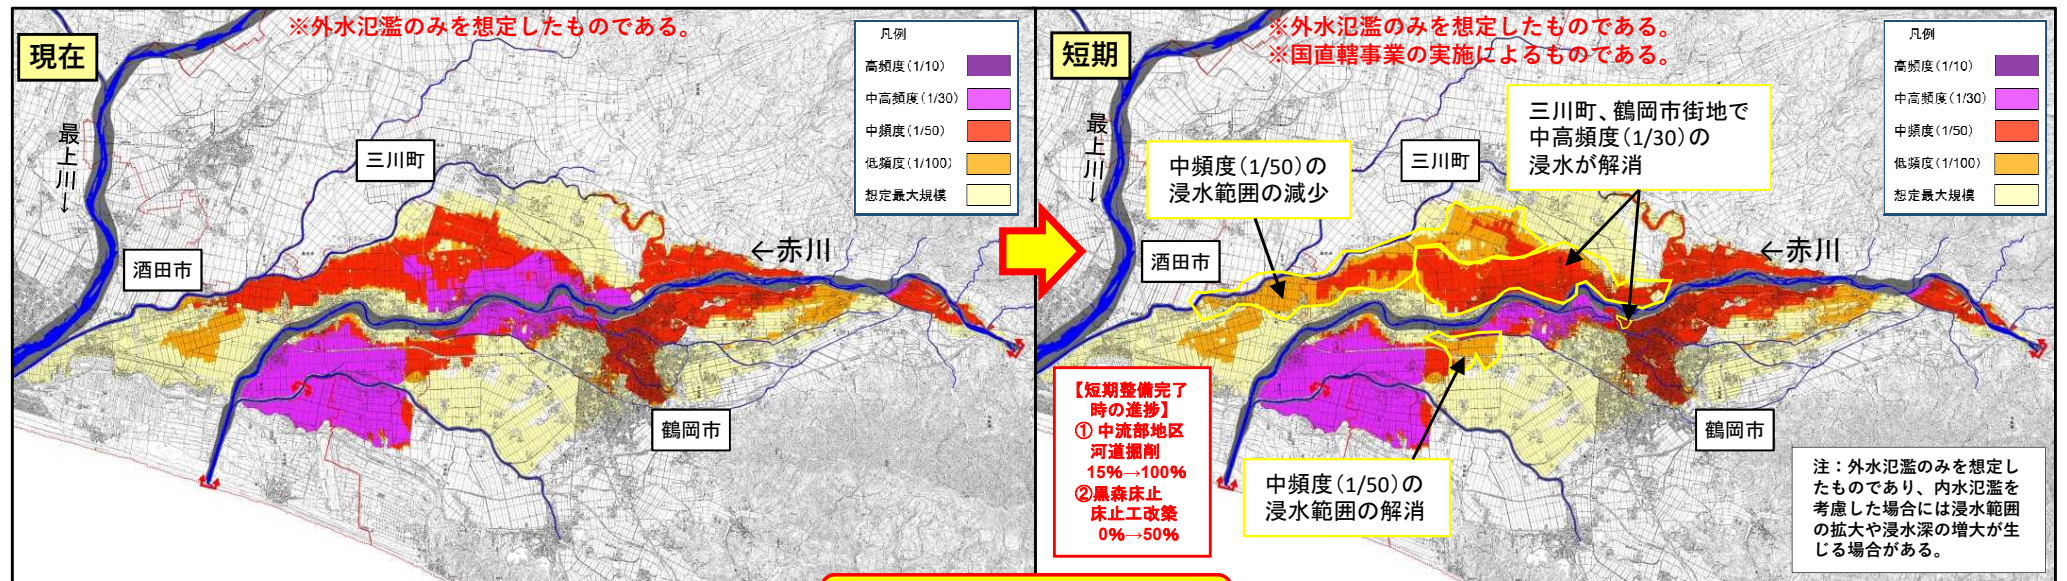 現在
※外水氾濫のみを想定したものである。
凡例
高頻度(1/10)
中高頻度(1/30)
中頻度(1/50)
低頻度(1/100)
想定最大規模
最上川→
三川町
酒田市
←赤川
鶴岡市
短期
※外水氾濫のみを想定したものである。
※国直轄事業の実施によるものである。
凡例
高頻度(1/10)
中高頻度(1/30)
中頻度(1/50)
低頻度(1/100)
想定最大規模
最上川→
三川町、鶴岡市街地で
中高頻度(1/30)の
浸水が解消
三川町
中頻度(1/50)の
浸水範囲の減少
酒田市
←赤川
【短期整備完了
時の進捗】
① 中流部地区
河道掘削
15%→100%
②黒森床止
床止工改築
0%→50%
中頻度(1/50)の
浸水範囲の解消
鶴岡市
注：外水氾濫のみを想定し
たものであり、内水氾濫を
考慮した場合には浸水範囲
の拡大や浸水深の増大が生
じる場合がある。